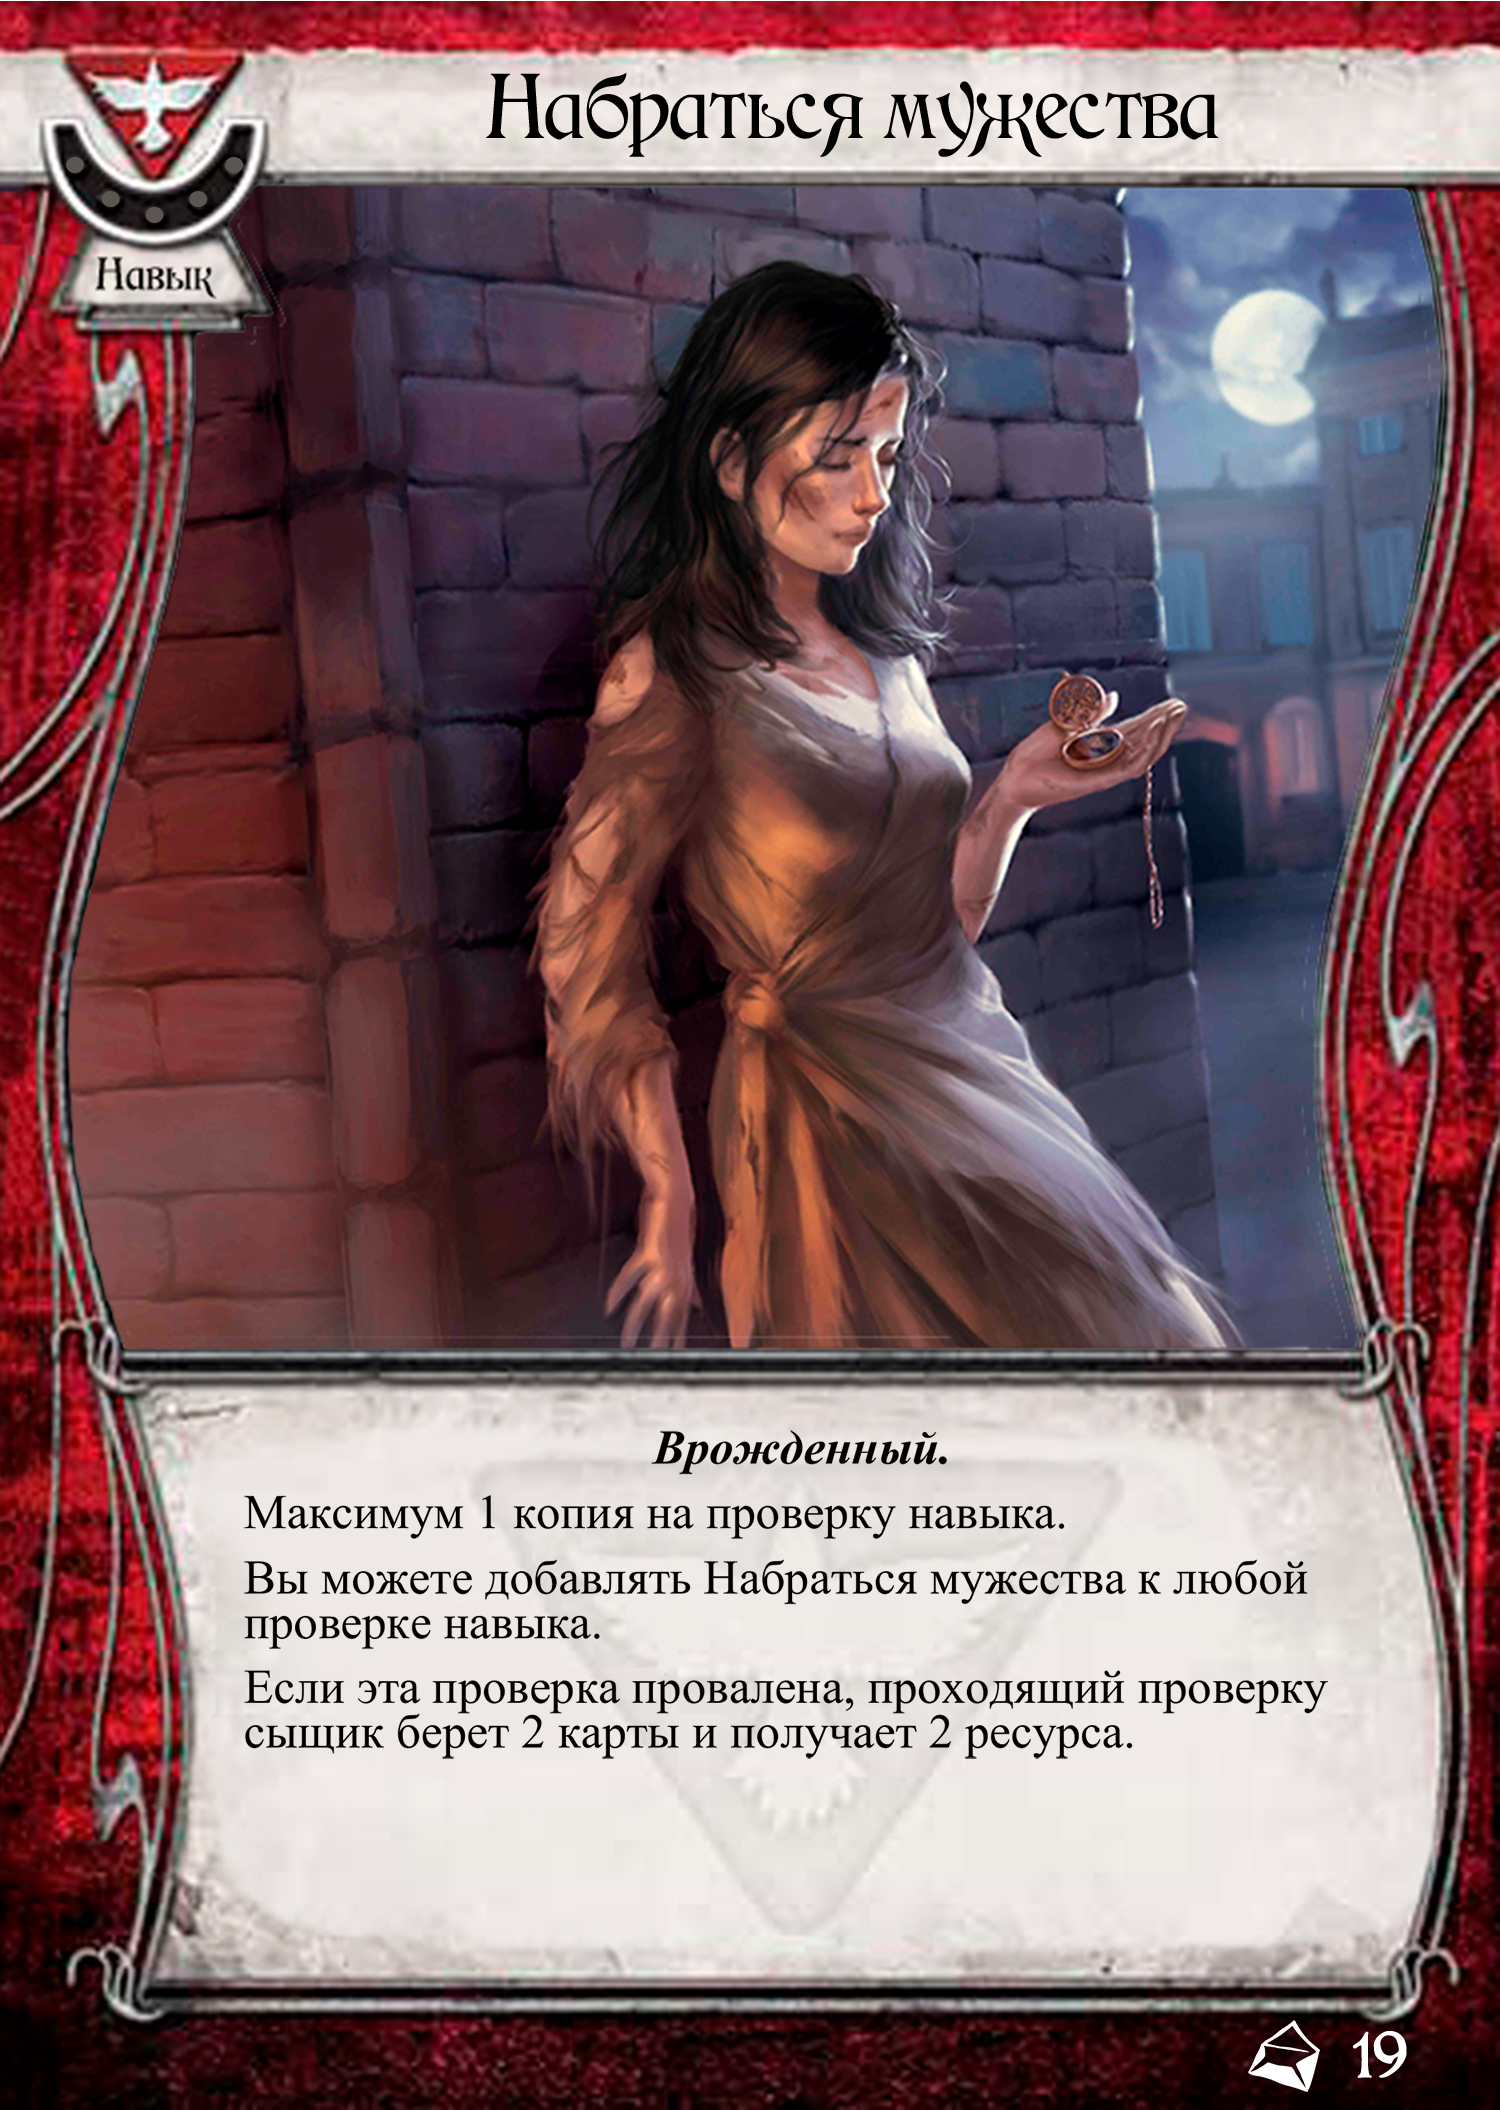 Набраться мужества
Навык
Врожденный.
Максимум 1 копия на проверку навыка.
Вы можете добавлять Набраться мужества к любой
проверке навыка.
Если эта проверка провалена, проходящий проверку
сыщик берет 2 карты и получает 2 ресурса.
19